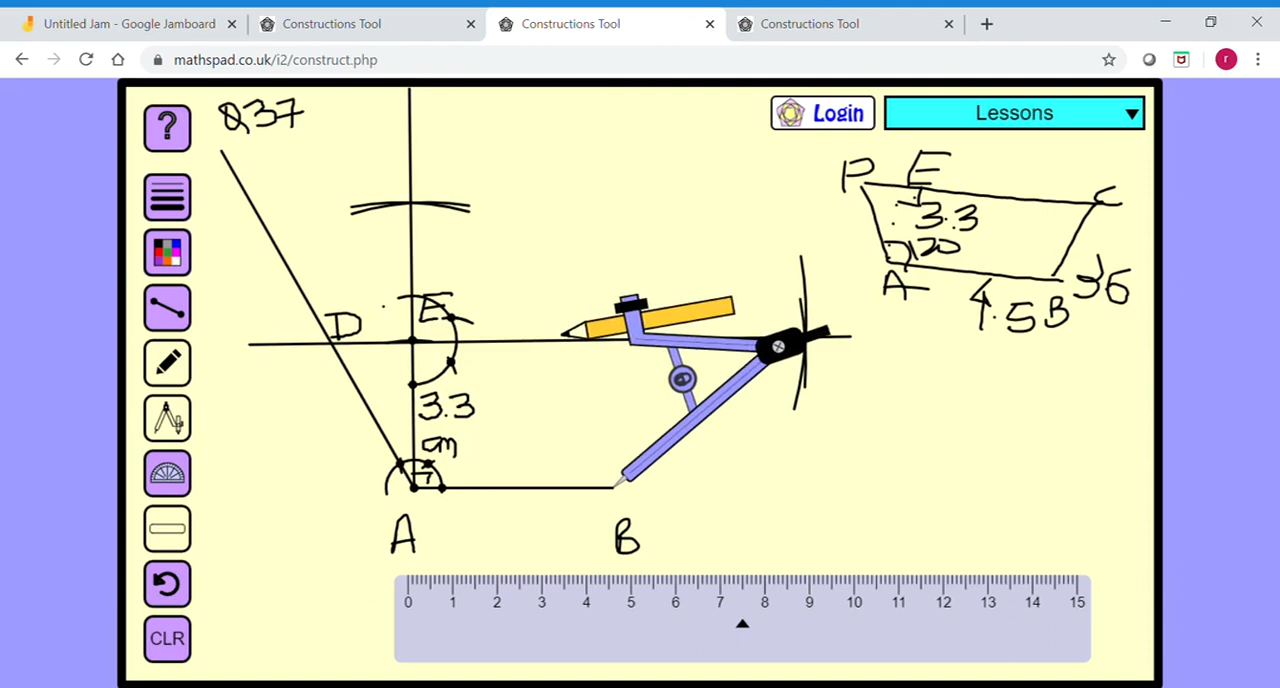 Untitled Jam - Google Jamboard
Constructions Tool
Constructions Tool
Constructions Tool
mathspad.co.uk/i2/construct.php
r
?
Q37
Login
Lessons
P E C
3.3
120
A 4.5 B 3.6
D E
3.3
cm
A B
0 1 2 3 4 5 6 7 8 9 10 11 12 13 14 15
CLR